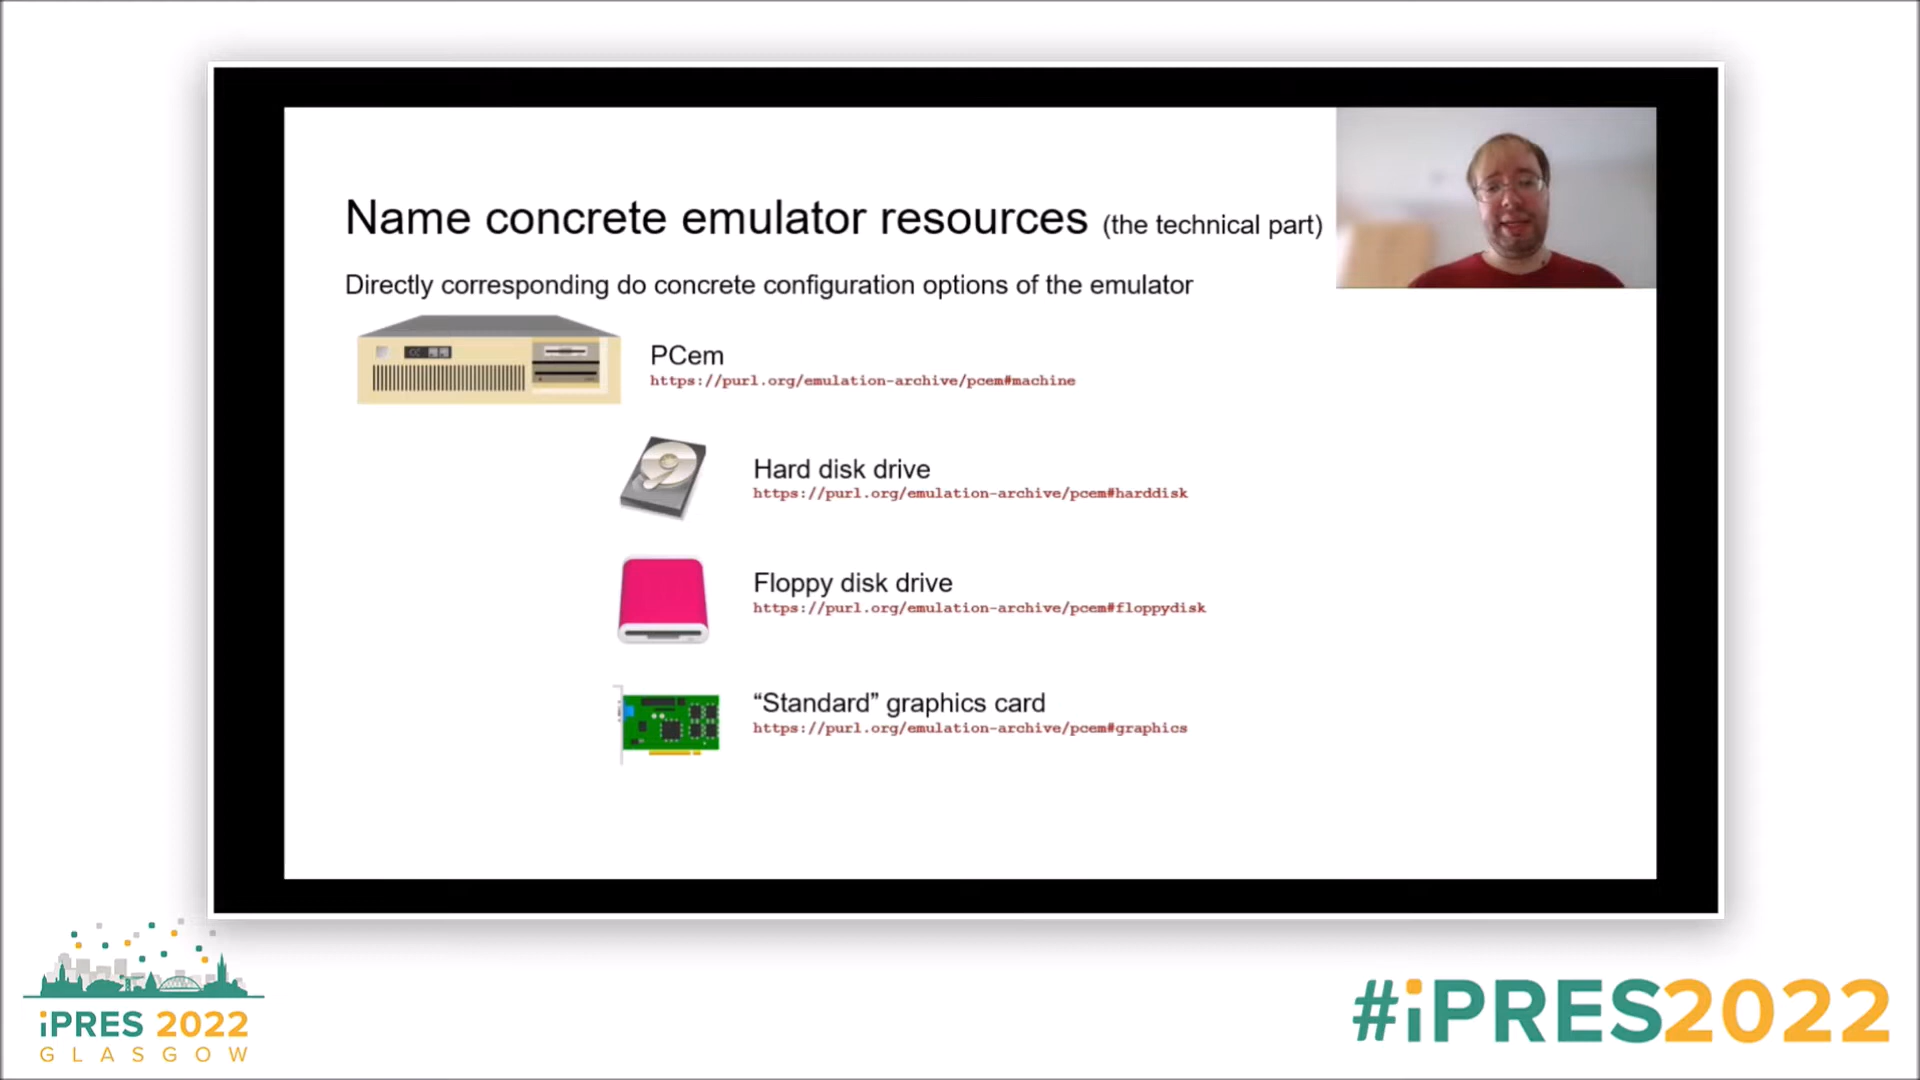 Name concrete emulator resources (the technical part)
Directly corresponding do concrete configuration options of the emulator
PCem
https://purl.org/emulation-archive/pcem#machine
Hard disk drive
https://purl.org/emulation-archive/pcem#harddisk
Floppy disk drive
https://purl.org/emulation-archive/pcem#floppydisk
“Standard” graphics card
https://purl.org/emulation-archive/pcem#graphics
iPRES 2022
GLASGOW
#iPRES2022